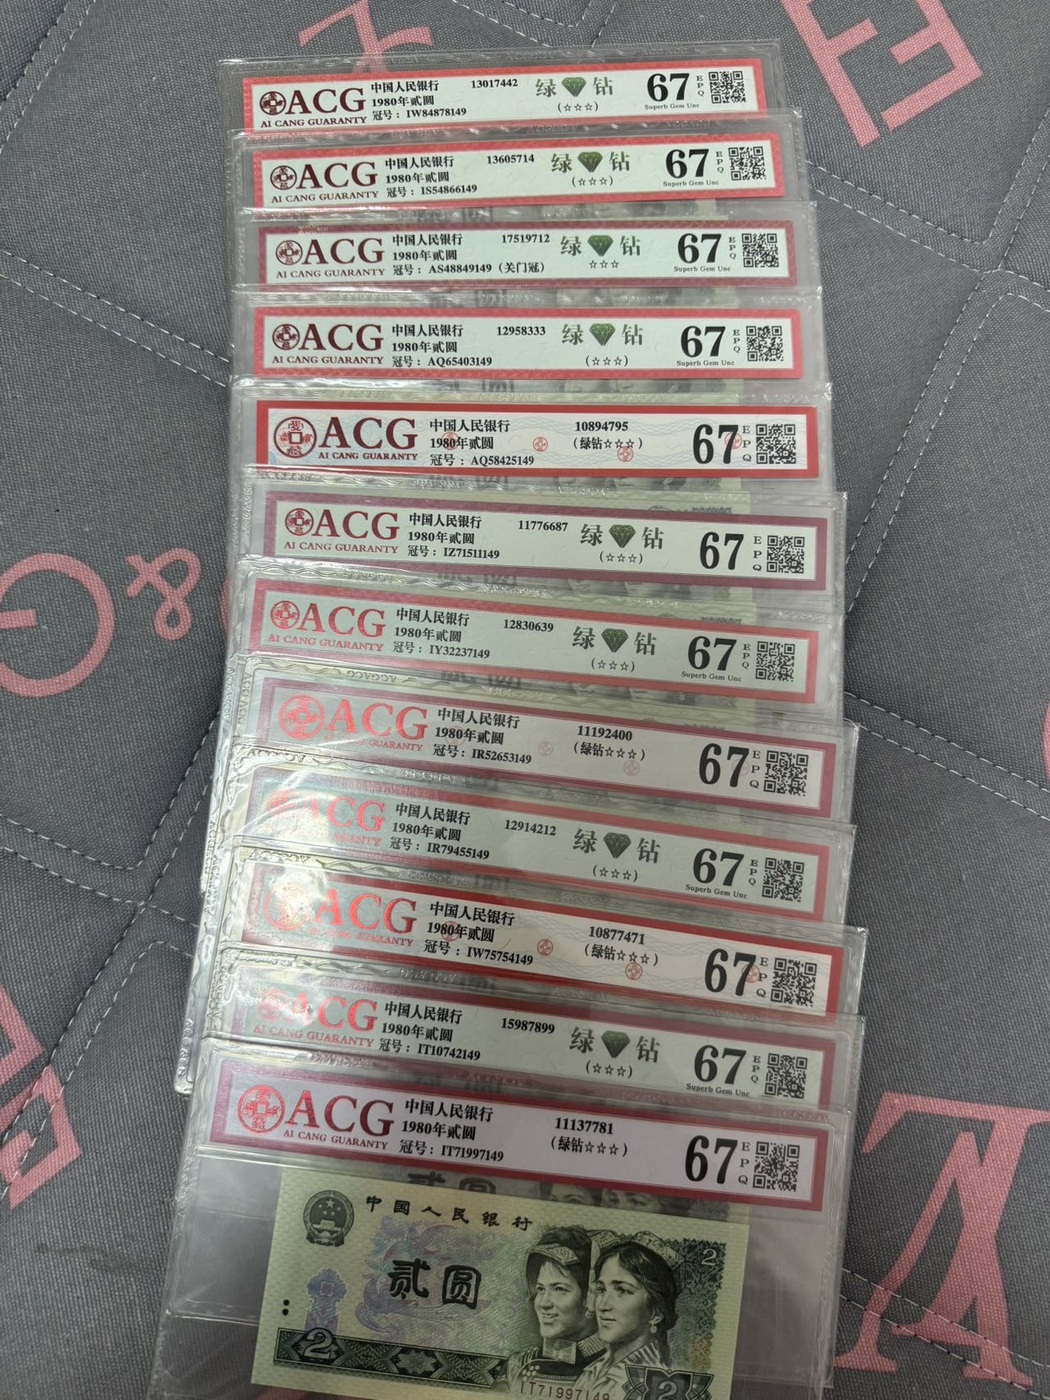 ACG 中国人民银行 13017442 绿 钻 67 EPQ
1980年贰圆 (☆☆☆) Superb Gem Unc
AI CANG GUARANTY 冠号：IW84878149
ACG 中国人民银行 13605714 绿 钻 67 EPQ
1980年贰圆 (☆☆☆) Superb Gem Unc
AI CANG GUARANTY 冠号：IS54866149
ACG 中国人民银行 17519712 绿 钻 67 EPQ
1980年贰圆 ☆☆☆ Superb Gem Unc
AI CANG GUARANTY 冠号：AS48849149（关门冠）
ACG 中国人民银行 12958333 绿 钻 67 EPQ
1980年贰圆 (☆☆☆) Superb Gem Unc
AI CANG GUARANTY 冠号：AQ65403149
ACG 中国人民银行 10894795 67 EPQ
1980年贰圆 (绿钻☆☆☆)
AI CANG GUARANTY 冠号：AQ58425149
ACG 中国人民银行 11776687 绿 钻 67 EPQ
1980年贰圆 (☆☆☆)
AI CANG GUARANTY 冠号：IZ71511149
ACG 中国人民银行 12830639 绿 钻 67 EPQ
1980年贰圆 (☆☆☆) Superb Gem Unc
AI CANG GUARANTY 冠号：IY32237149
ACG 中国人民银行 11192400 67 EPQ
1980年贰圆 (绿钻☆☆☆)
GUARANTY 冠号：IR52653149
ACG 中国人民银行 12914212 绿 钻 67 EPQ
1980年贰圆 (☆☆☆) Superb Gem Unc
GUARANTY 冠号：IR79455149
ACG 中国人民银行 10877471 67 EPQ
1980年贰圆 (绿钻☆☆☆)
GUARANTY 冠号：IW75754149
ACG 中国人民银行 15987899 绿 钻 67 EPQ
1980年贰圆 (☆☆☆) Superb Gem Unc
AI CANG GUARANTY 冠号：IT10742149
ACG 中国人民银行 11137781 67 EPQ
1980年贰圆 (绿钻☆☆☆)
AI CANG GUARANTY 冠号：IT71997149
中国人民银行
2
贰圆
2
IT71997149
2